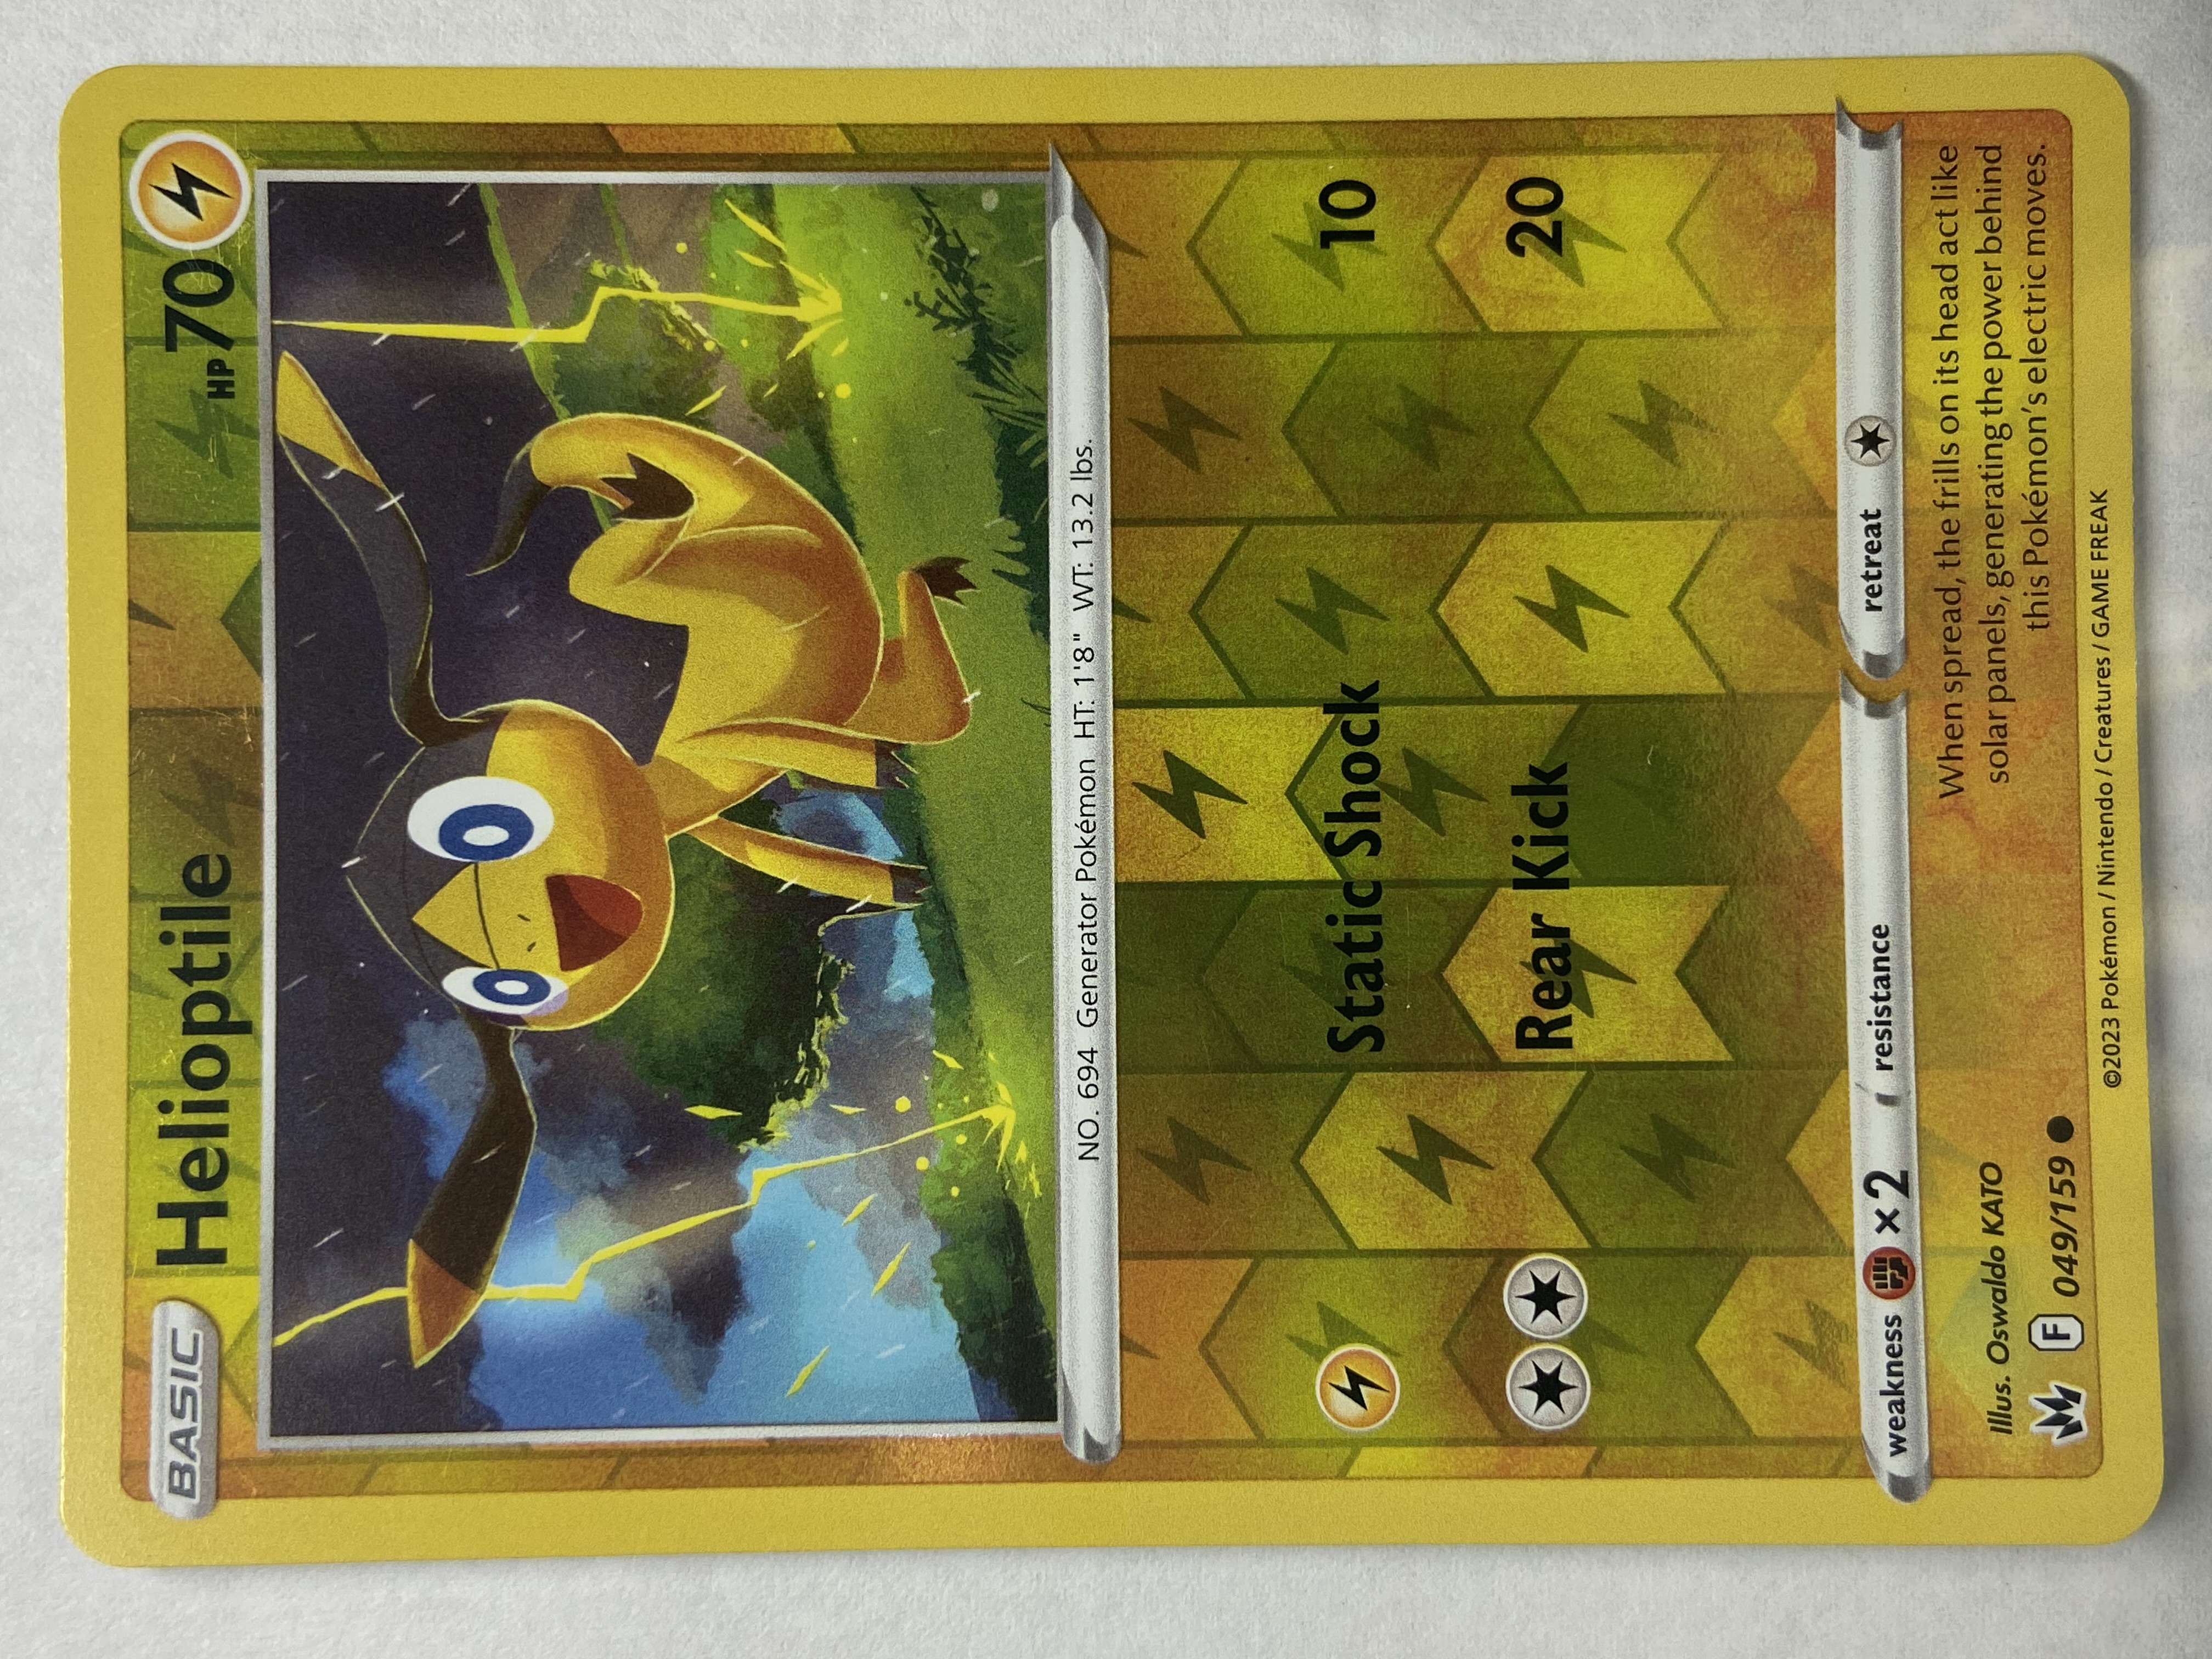 BASIC Helioptile HP 70
NO. 694 Generator Pokémon HT: 1'8" WT: 13.2 lbs.
Static Shock 10
Rear Kick 20
weakness ×2 resistance retreat
When spread, the frills on its head act like
solar panels, generating the power behind
this Pokémon's electric moves.
Illus. Oswaldo KATO
F 049/159
©2023 Pokémon / Nintendo / Creatures / GAME FREAK